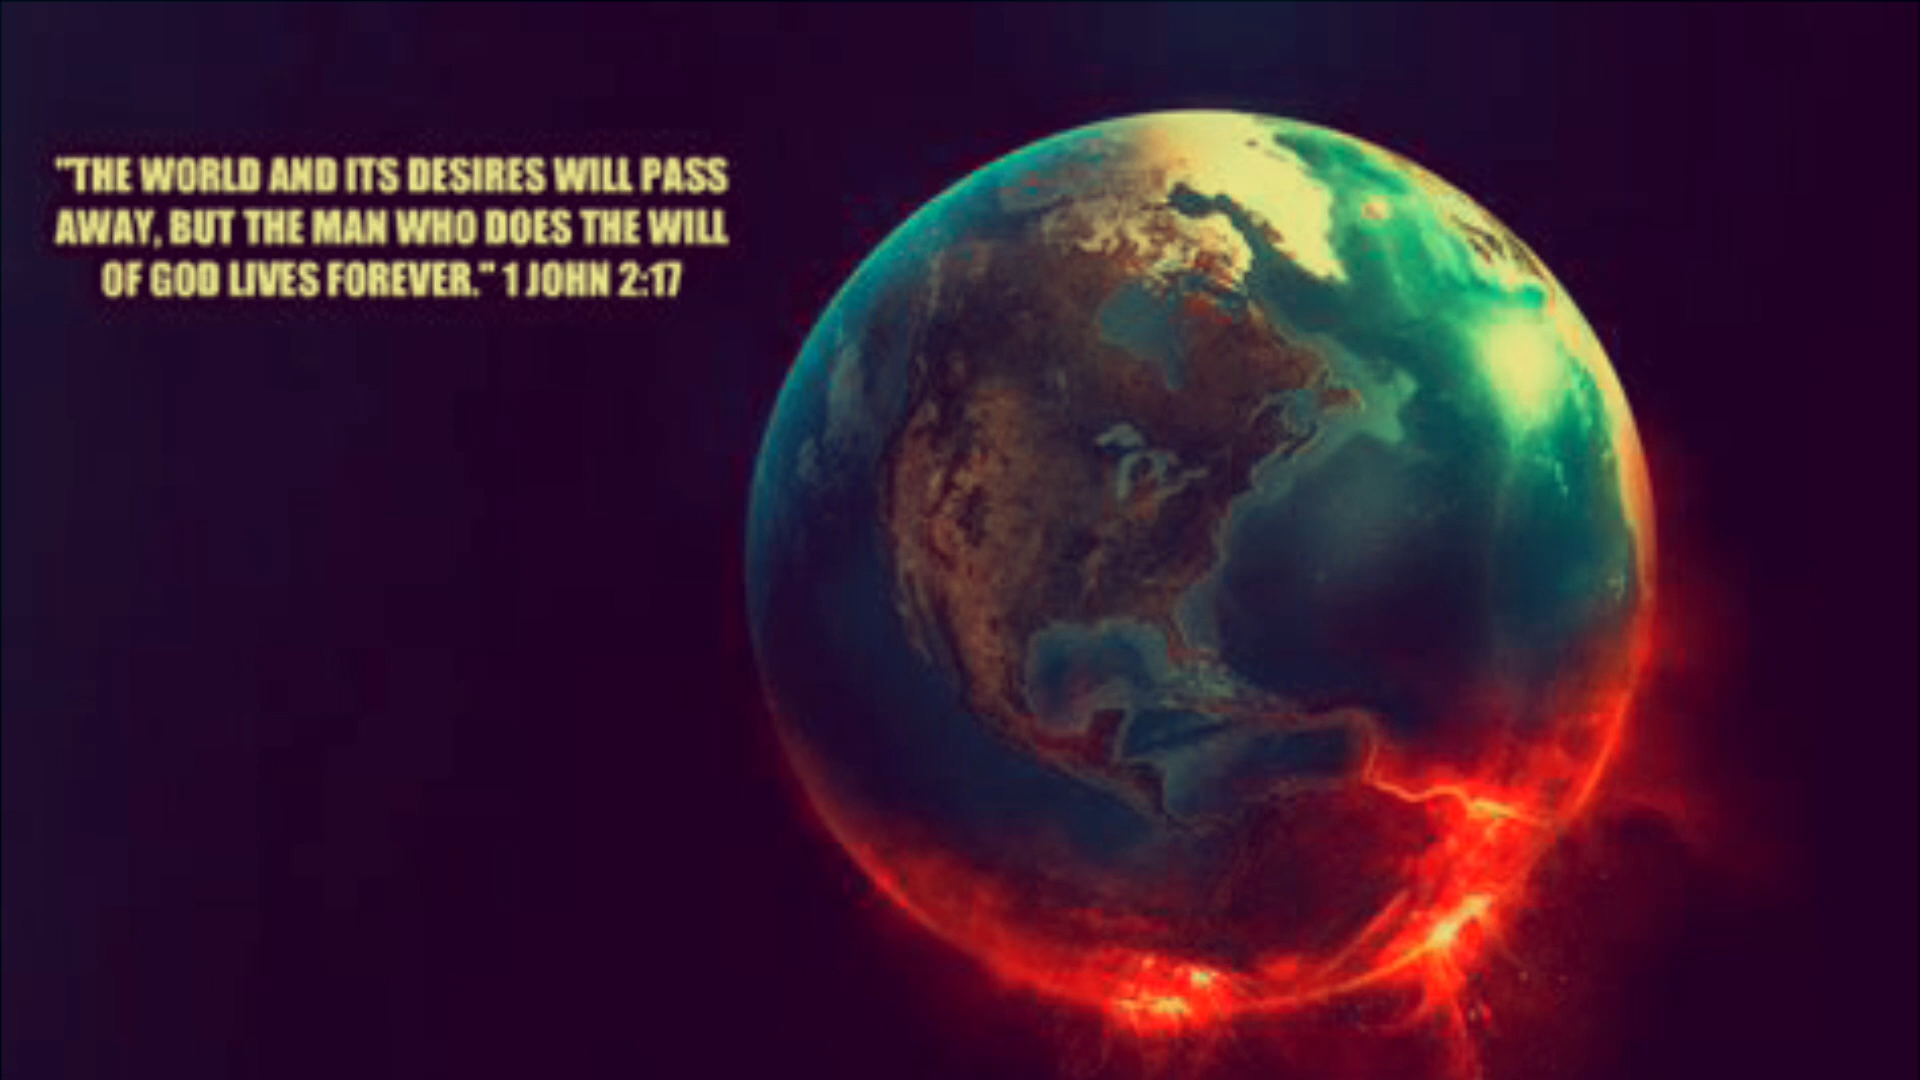 "THE WORLD AND ITS DESIRES WILL PASS
AWAY, BUT THE MAN WHO DOES THE WILL
OF GOD LIVES FOREVER." 1 JOHN 2:17